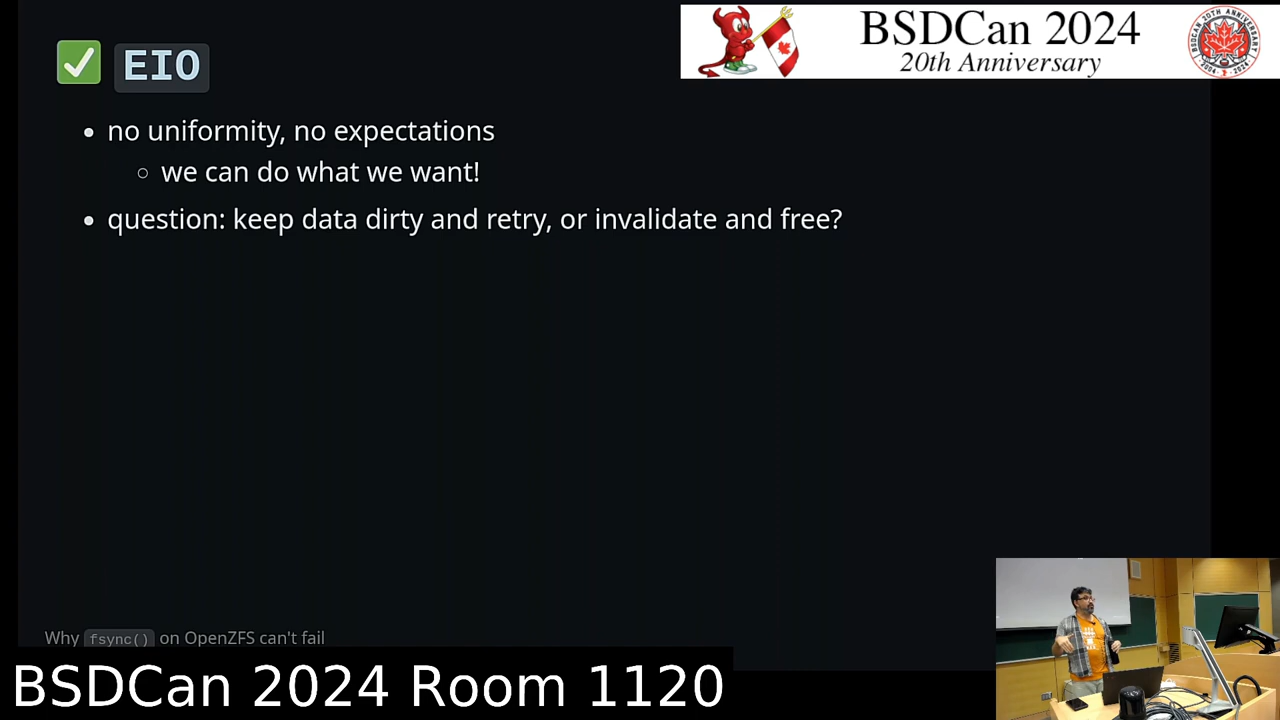 EIO
BSDCan 2024
20th Anniversary
no uniformity, no expectations
we can do what we want!
question: keep data dirty and retry, or invalidate and free?
Why fsync() on OpenZFS can't fail
BSDCan 2024 Room 1120